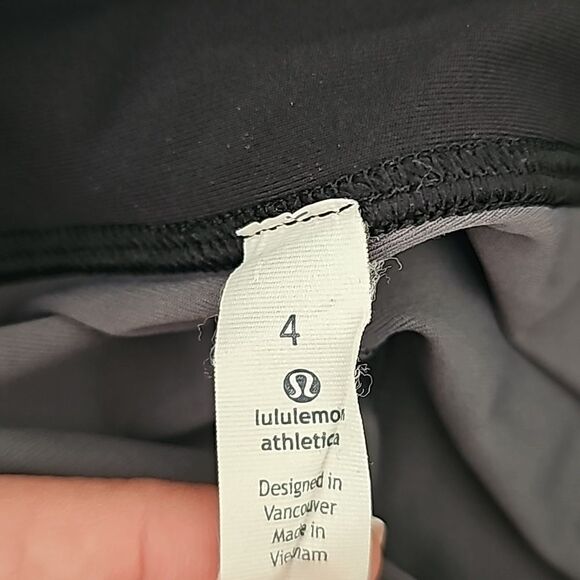 4
lululemon
athletica
Designed in
Vancouver
Made in
Vietnam